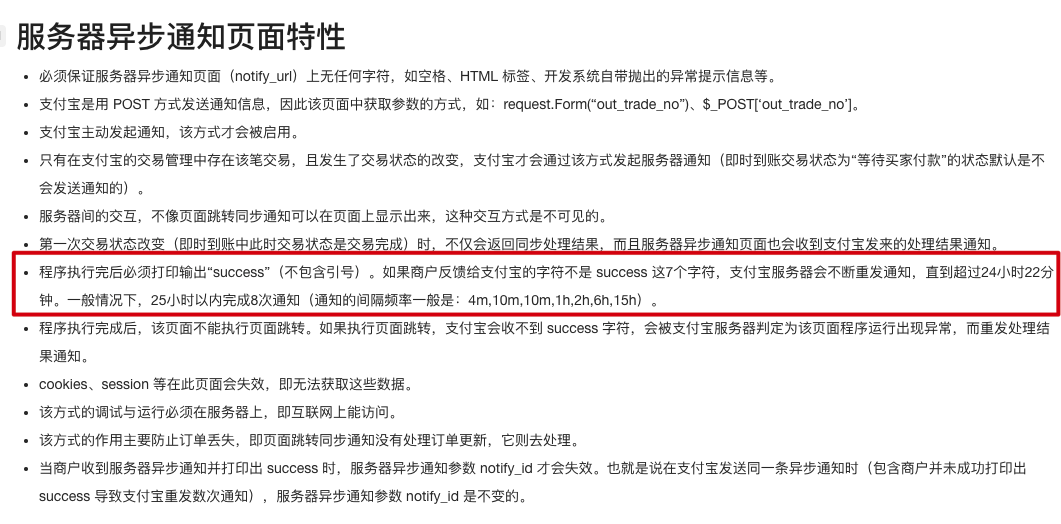 服务器异步通知页面特性
必须保证服务器异步通知页面（notify_url）上无任何字符，如空格、HTML 标签、开发系统自带抛出的异常提示信息等。
支付宝是用 POST 方式发送通知信息，因此该页面中获取参数的方式，如：request.Form(“out_trade_no”)、$_POST[‘out_trade_no’]。
支付宝主动发起通知，该方式才会被启用。
只有在支付宝的交易管理中存在该笔交易，且发生了交易状态的改变，支付宝才会通过该方式发起服务器通知（即时到账交易状态为“等待买家付款”的状态默认是不
会发送通知的）。
服务器间的交互，不像页面跳转同步通知可以在页面上显示出来，这种交互方式是不可见的。
第一次交易状态改变（即时到账中此时交易状态是交易完成）时，不仅会返回同步处理结果，而且服务器异步通知页面也会收到支付宝发来的处理结果通知。
程序执行完后必须打印输出“success”（不包含引号）。如果商户反馈给支付宝的字符不是 success 这7个字符，支付宝服务器会不断重发通知，直到超过24小时22分
钟。一般情况下，25小时以内完成8次通知（通知的间隔频率一般是：4m,10m,10m,1h,2h,6h,15h）。
程序执行完成后，该页面不能执行页面跳转。如果执行页面跳转，支付宝会收不到 success 字符，会被支付宝服务器判定为该页面程序运行出现异常，而重发处理结
果通知。
cookies、session 等在此页面会失效，即无法获取这些数据。
该方式的调试与运行必须在服务器上，即互联网上能访问。
该方式的作用主要防止订单丢失，即页面跳转同步通知没有处理订单更新，它则去处理。
当商户收到服务器异步通知并打印出 success 时，服务器异步通知参数 notify_id 才会失效。也就是说在支付宝发送同一条异步通知时（包含商户并未成功打印出
success 导致支付宝重发数次通知），服务器异步通知参数 notify_id 是不变的。